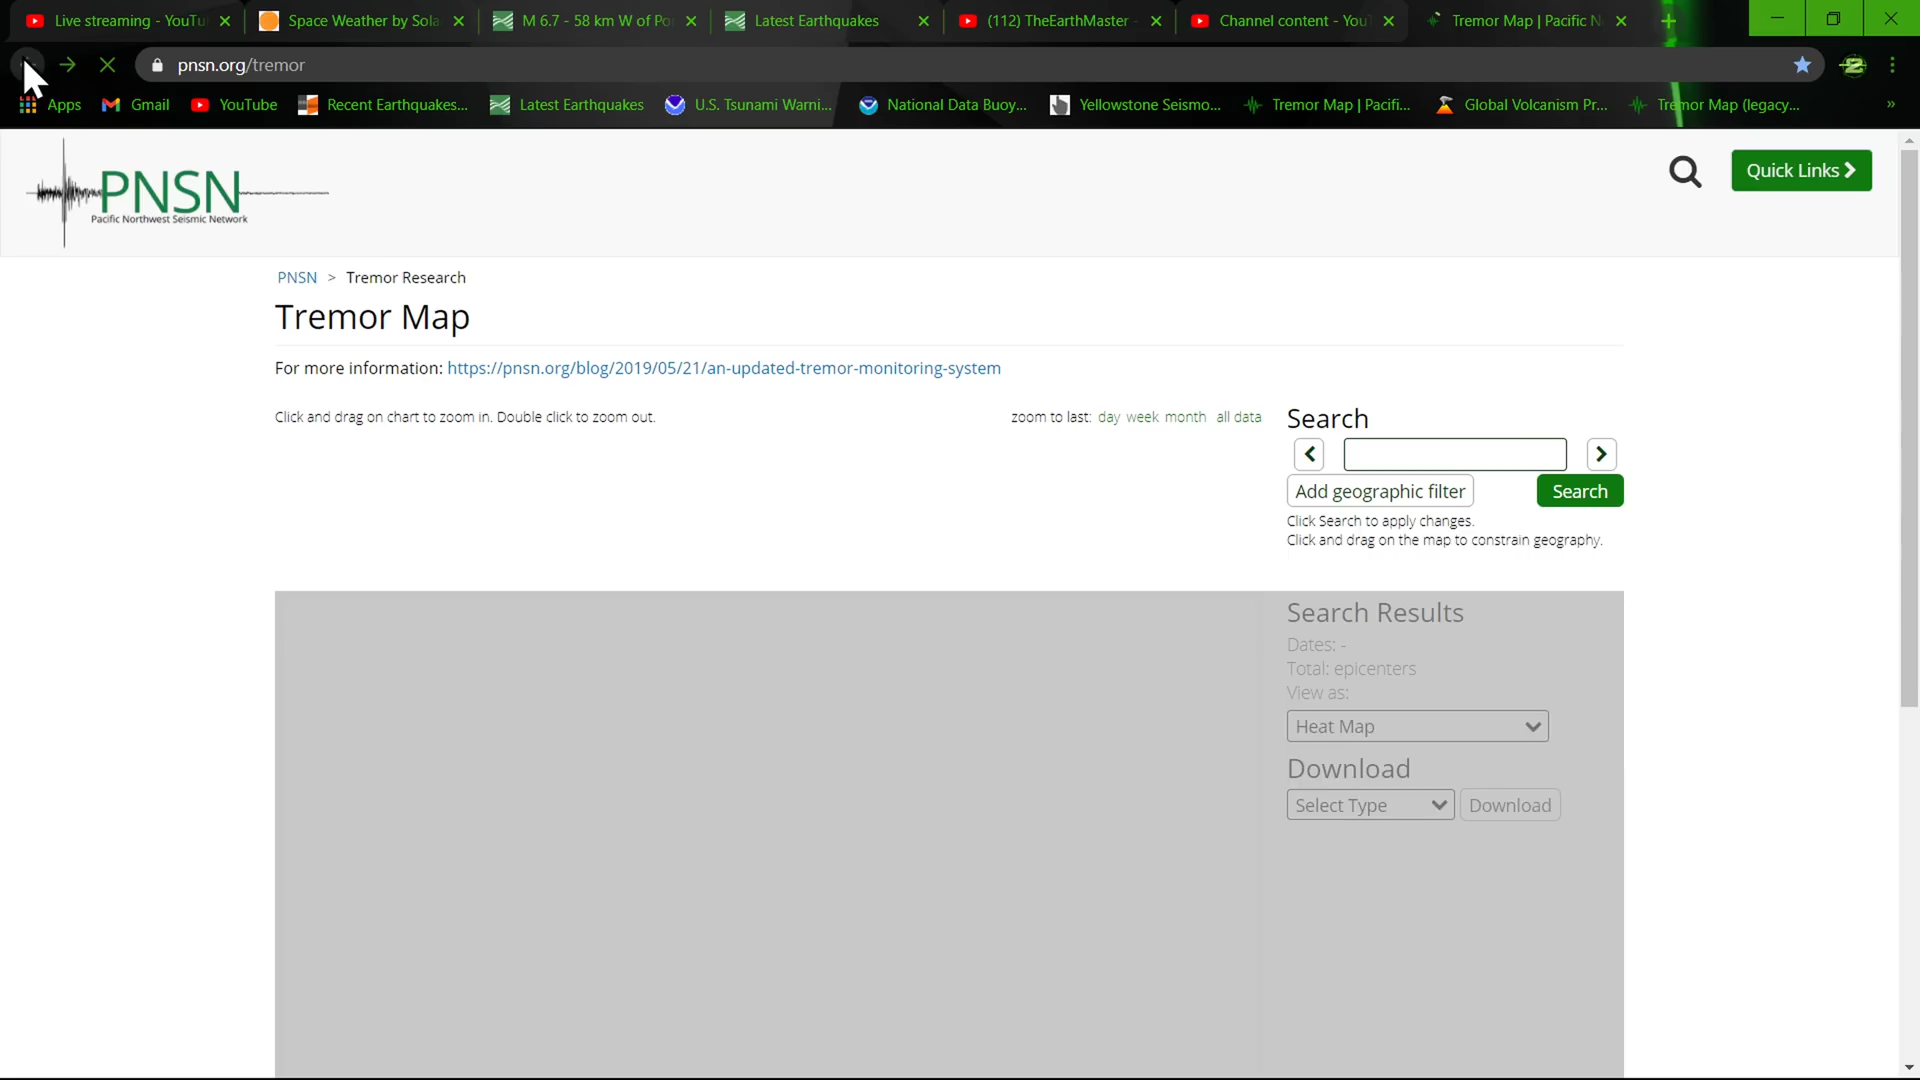 Live streaming - YouTu
Space Weather by Sola
M 6.7 - 58 km W of Po
Latest Earthquakes
(112) TheEarthMaster -
Channel content - You
Tremor Map | Pacific N
pnsn.org/tremor
Apps
Gmail
YouTube
Recent Earthquakes...
Latest Earthquakes
U.S. Tsunami Warni...
National Data Buoy...
Yellowstone Seismo...
Tremor Map | Pacifi...
Global Volcanism Pr...
Tremor Map (legacy...
PNSN
Pacific Northwest Seismic Network
Quick Links
PNSN > Tremor Research
Tremor Map
For more information: https://pnsn.org/blog/2019/05/21/an-updated-tremor-monitoring-system
Click and drag on chart to zoom in. Double click to zoom out.
zoom to last: day week month all data
Search
Add geographic filter
Search
Click Search to apply changes.
Click and drag on the map to constrain geography.
Search Results
Dates: -
Total: epicenters
View as:
Heat Map
Download
Select Type
Download